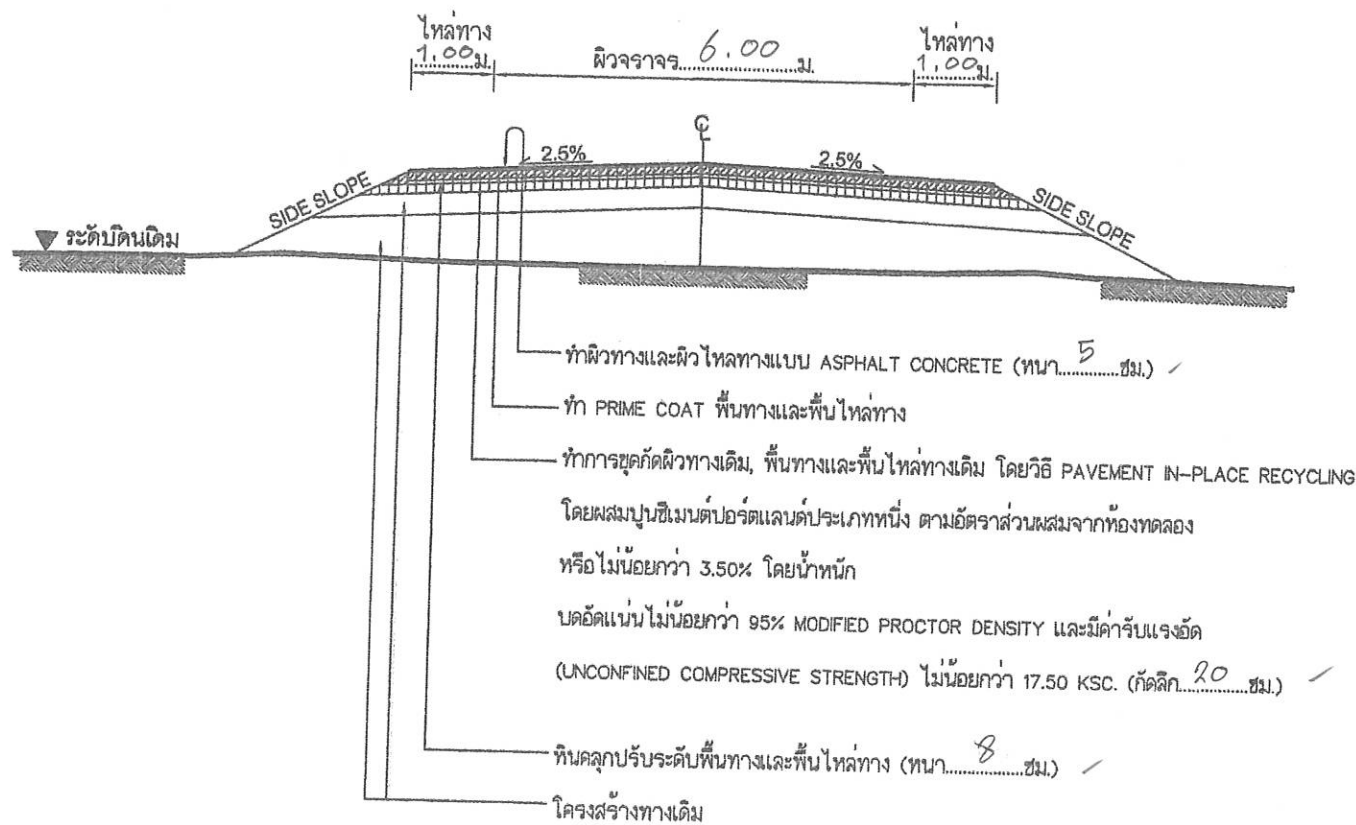 ไหล่ทาง
1.00ม.
ผิวจราจร 6.00 ม.
ไหล่ทาง
1.00ม.
℄
2.5%
2.5%
SIDE SLOPE
SIDE SLOPE
ระดับดินเดิม
ทำผิวทางและผิวไหลทางแบบ ASPHALT CONCRETE (หนา 5 ซม.)
ทำ PRIME COAT พื้นทางและพื้นไหล่ทาง
ทำการขุดกัดผิวทางเดิม, พื้นทางและพื้นไหล่ทางเดิม โดยวิธี PAVEMENT IN-PLACE RECYCLING
โดยผสมปูนซีเมนต์ปอร์ตแลนด์ประเภทหนึ่ง ตามอัตราส่วนผสมจากห้องทดลอง
หรือไม่น้อยกว่า 3.50% โดยน้ำหนัก
บดอัดแน่นไม่น้อยกว่า 95% MODIFIED PROCTOR DENSITY และมีค่ารับแรงอัด
(UNCONFINED COMPRESSIVE STRENGTH) ไม่น้อยกว่า 17.50 KSC. (กัดลึก 20 ซม.)
หินคลุกปรับระดับพื้นทางและพื้นไหล่ทาง (หนา 8 ซม.)
โครงสร้างทางเดิม